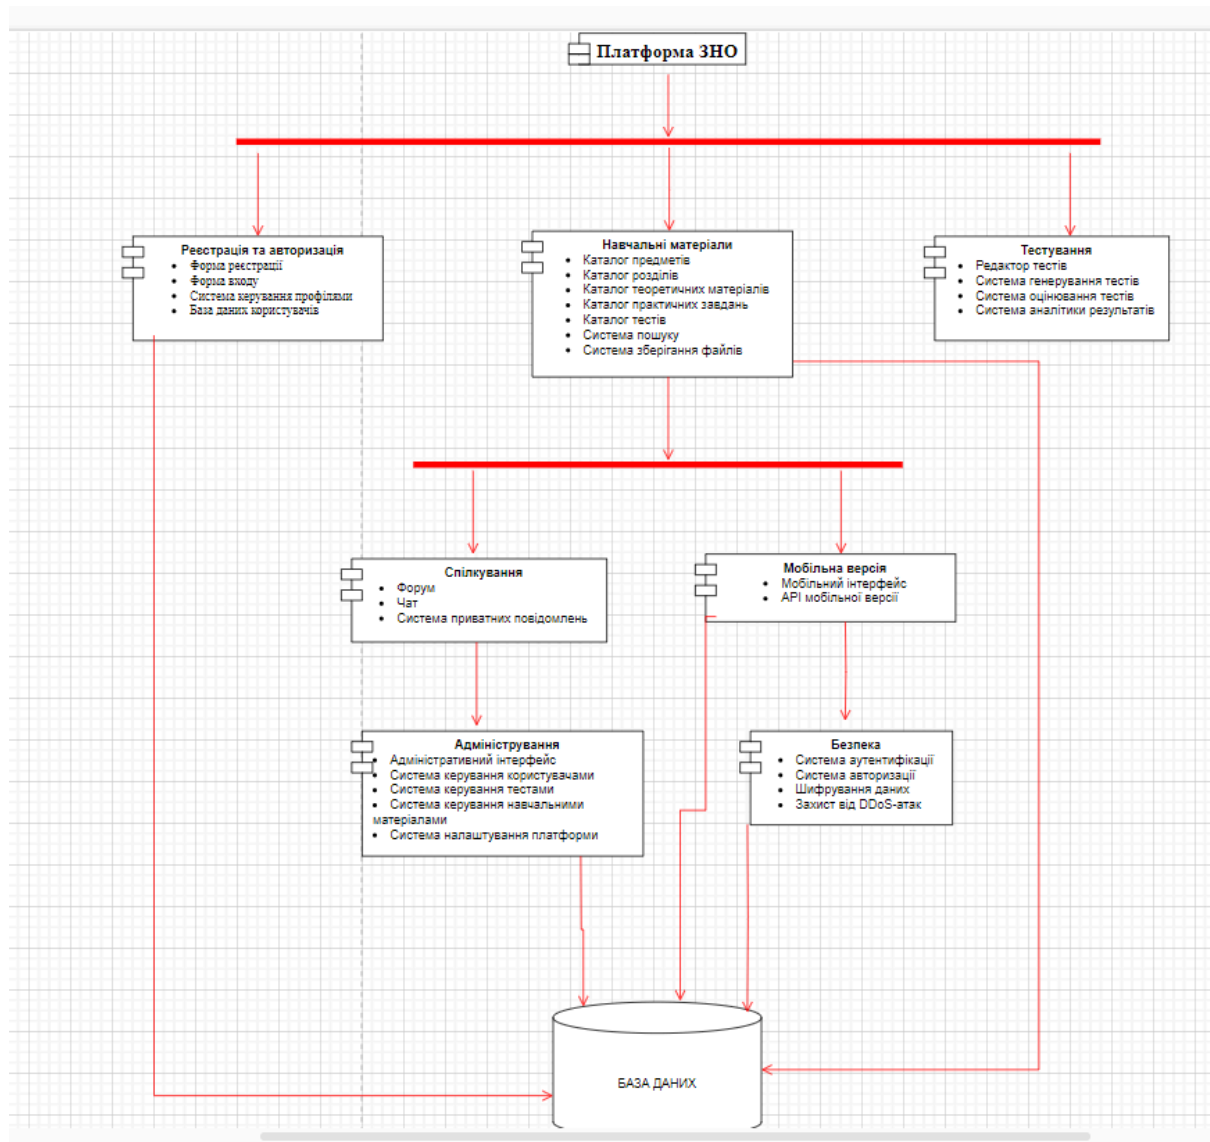 Платформа ЗНО
Реєстрація та авторизація
Форма реєстрації
Форма входу
Система керування профілями
База даних користувачів
Навчальні матеріали
Каталог предметів
Каталог розділів
Каталог теоретичних матеріалів
Каталог практичних завдань
Каталог тестів
Система пошуку
Система зберігання файлів
Тестування
Редактор тестів
Система генерування тестів
Система оцінювання тестів
Система аналітики результатів
Спілкування
Форум
Чат
Система приватних повідомлень
Мобільна версія
Мобільний інтерфейс
API мобільної версії
Адміністрування
Адміністративний інтерфейс
Система керування користувачами
Система керування тестами
Система керування навчальними
матеріалами
Система налаштування платформи
Безпека
Система аутентифікації
Система авторизації
Шифрування даних
Захист від DDoS-атак
БАЗА ДАНИХ